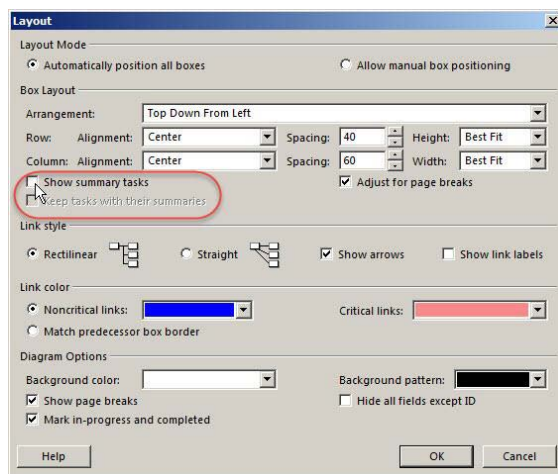 Layout
Layout Mode
Automatically position all boxes Allow manual box positioning
Box Layout
Arrangement: Top Down From Left
Row: Alignment: Center Spacing: 40 Height: Best Fit
Column: Alignment: Center Spacing: 60 Width: Best Fit
Show summary tasks Adjust for page breaks
Keep tasks with their summaries
Link style
Rectilinear Straight Show arrows Show link labels
Link color
Noncritical links: Critical links:
Match predecessor box border
Diagram Options
Background color: Background pattern:
Show page breaks Hide all fields except ID
Mark in-progress and completed
Help OK Cancel